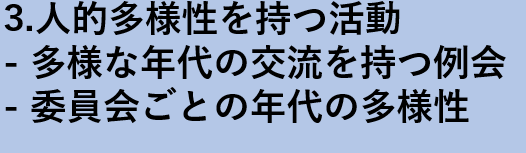 3.人的多様性を持つ活動
- 多様な年代の交流を持つ例会
- 委員会ごとの年代の多様性